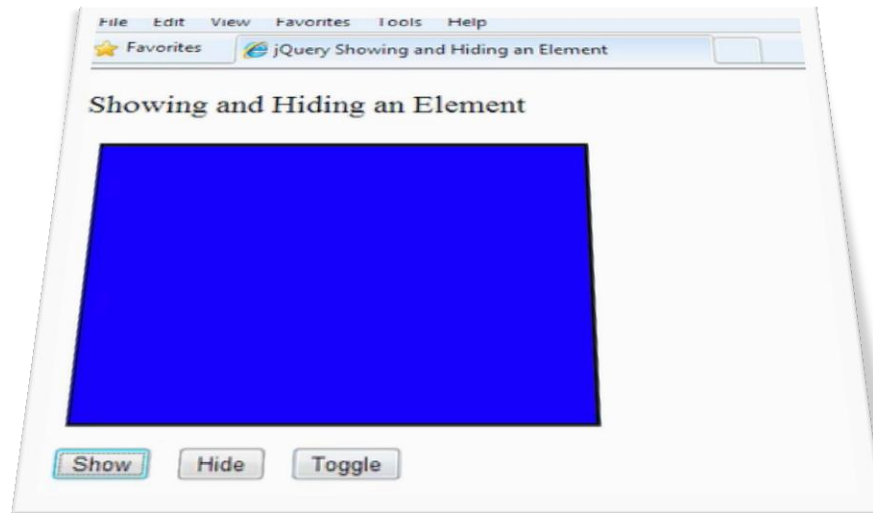 File Edit View Favorites Tools Help
Favorites jQuery Showing and Hiding an Element
Showing and Hiding an Element
Show Hide Toggle